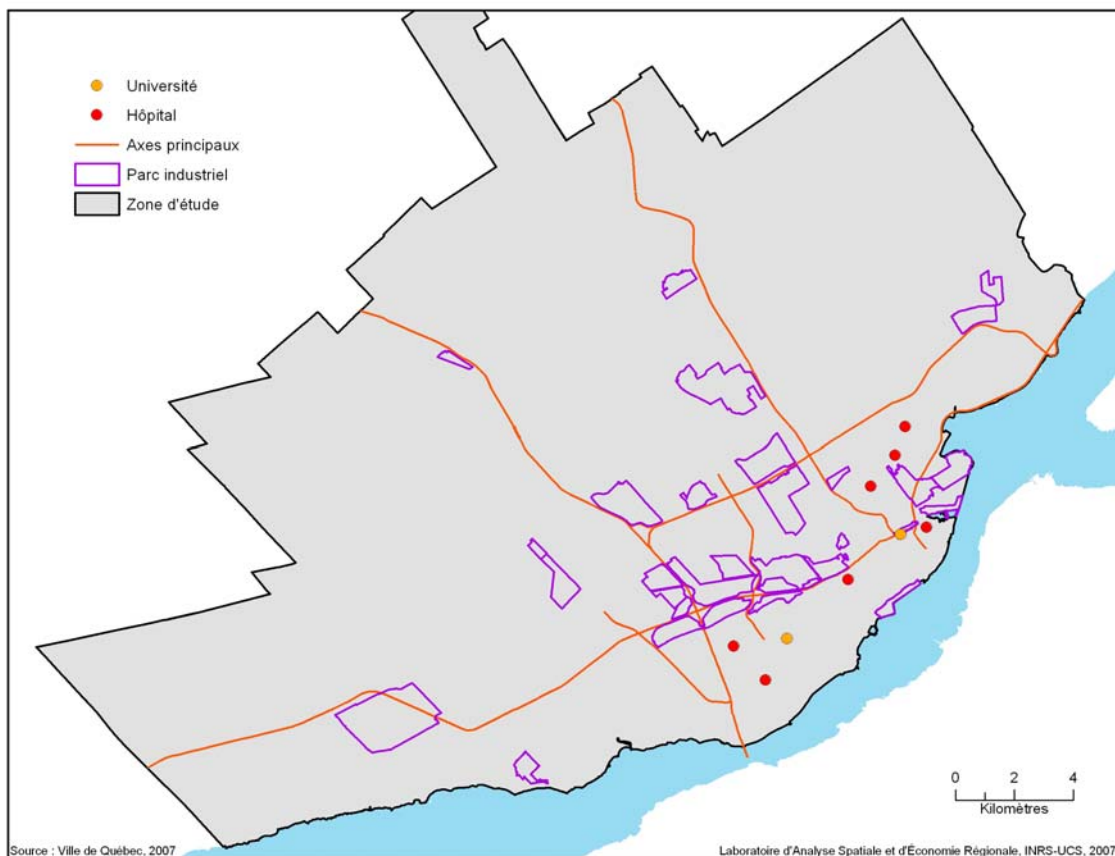 Université
Hôpital
Axes principaux
Parc industriel
Zone d'étude
0 2 4
Kilomètres
Source : Ville de Québec, 2007
Laboratoire d'Analyse Spatiale et d'Économie Régionale, INRS-UCS, 2007